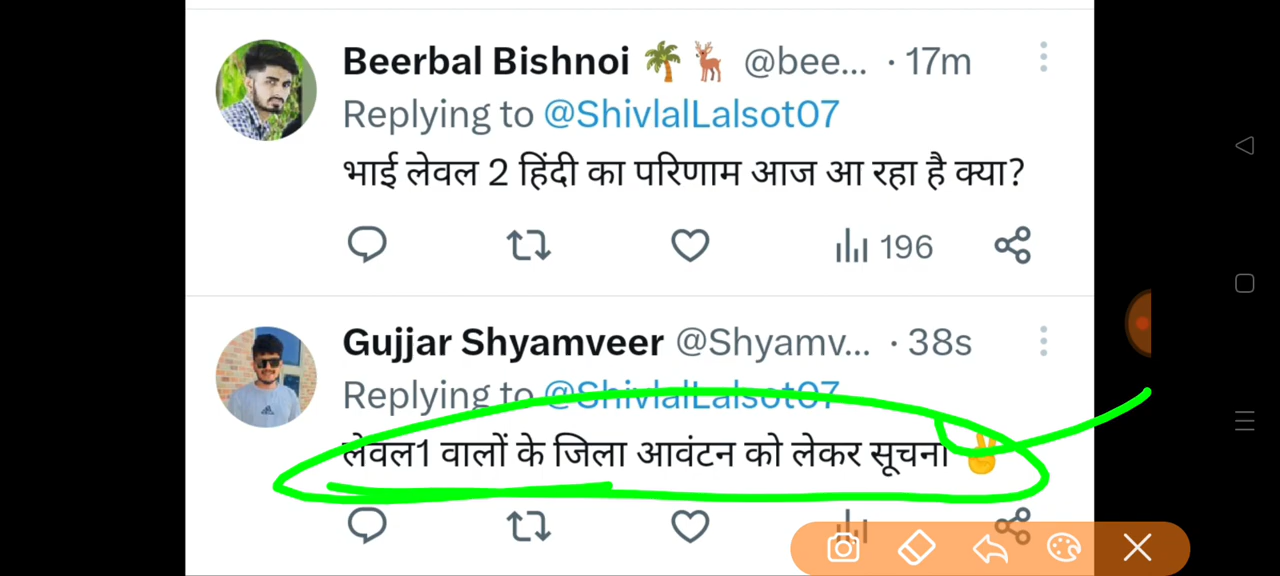 Beerbal Bishnoi 🌴🦌 @bee... · 17m
Replying to @ShivlalLalsot07
भाई लेवल 2 हिंदी का परिणाम आज आ रहा है क्या?
196
Gujjar Shyamveer @Shyamv... · 38s
Replying to @ShivlalLalsot07
लेवल1 वालों के जिला आवंटन को लेकर सूचना ✌️